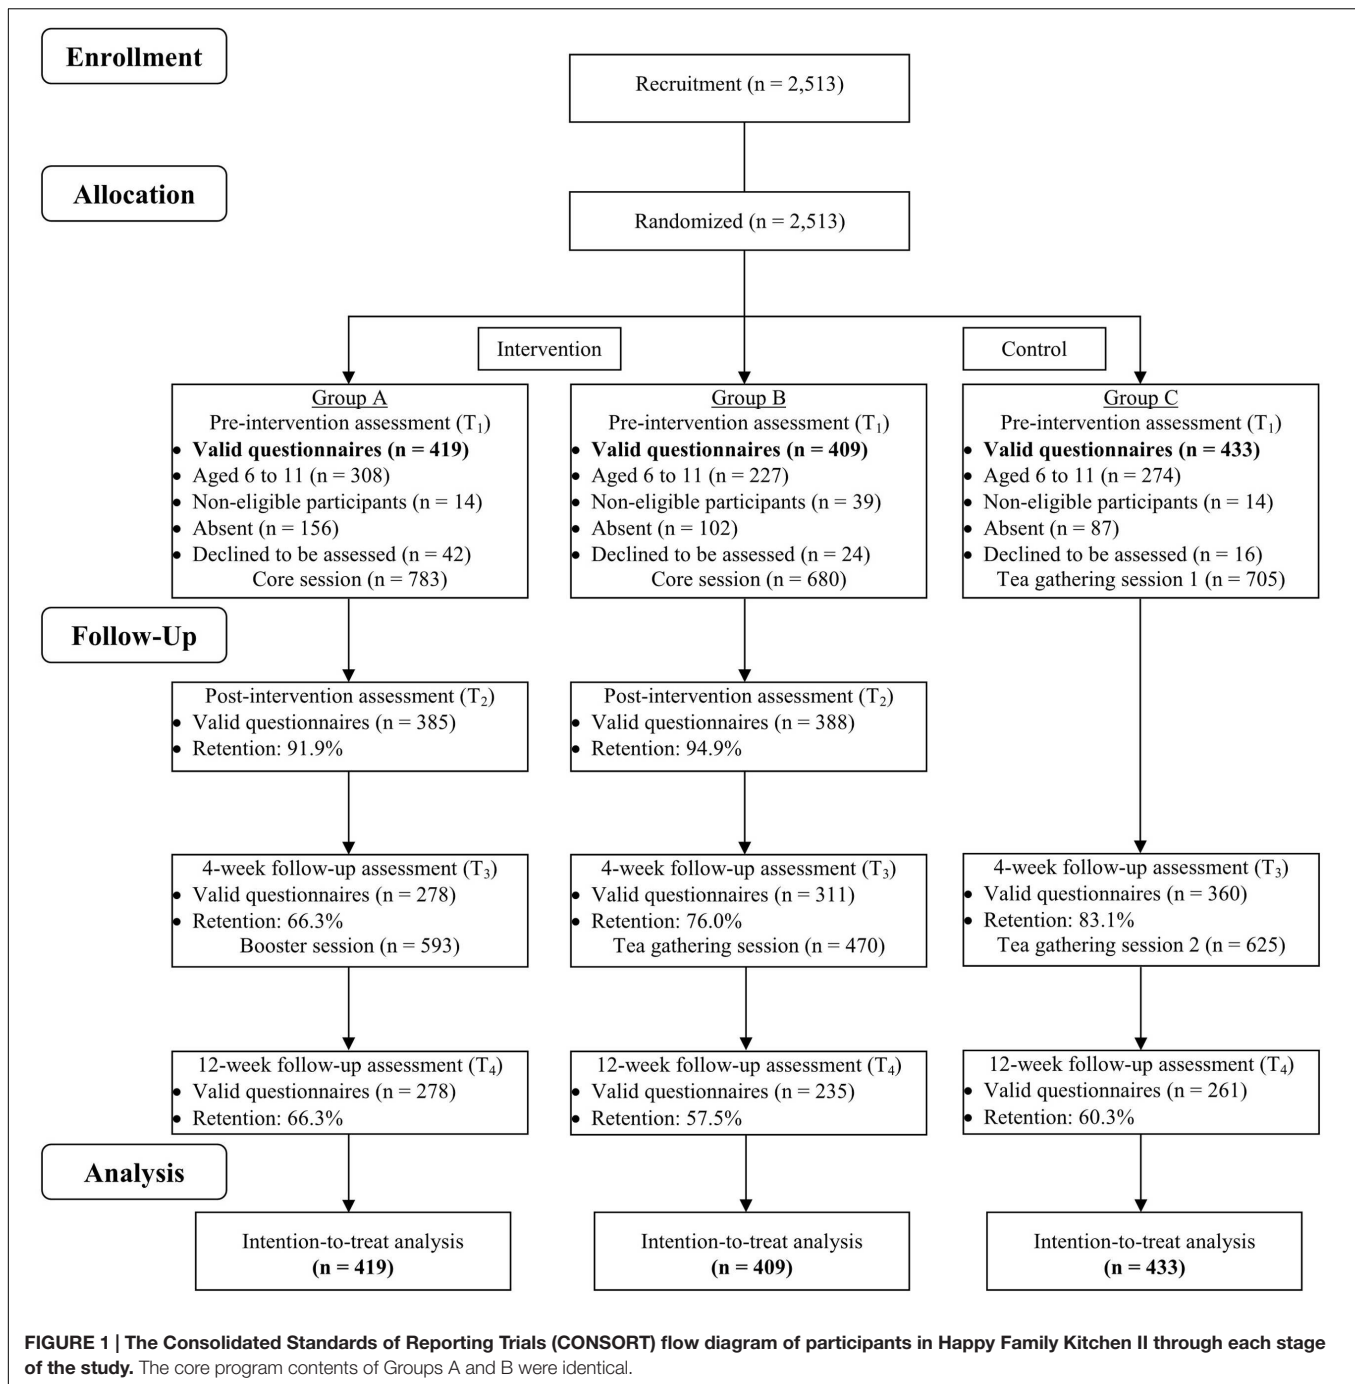 Enrollment
Recruitment (n = 2,513)
Allocation
Randomized (n = 2,513)
Intervention
Control
Group A
Pre-intervention assessment (T₁)
• Valid questionnaires (n = 419)
• Aged 6 to 11 (n = 308)
• Non-eligible participants (n = 14)
• Absent (n = 156)
• Declined to be assessed (n = 42)
Core session (n = 783)
Group B
Pre-intervention assessment (T₁)
• Valid questionnaires (n = 409)
• Aged 6 to 11 (n = 227)
• Non-eligible participants (n = 39)
• Absent (n = 102)
• Declined to be assessed (n = 24)
Core session (n = 680)
Group C
Pre-intervention assessment (T₁)
• Valid questionnaires (n = 433)
• Aged 6 to 11 (n = 274)
• Non-eligible participants (n = 14)
• Absent (n = 87)
• Declined to be assessed (n = 16)
Tea gathering session 1 (n = 705)
Follow-Up
Post-intervention assessment (T₂)
• Valid questionnaires (n = 385)
• Retention: 91.9%
Post-intervention assessment (T₂)
• Valid questionnaires (n = 388)
• Retention: 94.9%
4-week follow-up assessment (T₃)
• Valid questionnaires (n = 278)
• Retention: 66.3%
Booster session (n = 593)
4-week follow-up assessment (T₃)
• Valid questionnaires (n = 311)
• Retention: 76.0%
Tea gathering session (n = 470)
4-week follow-up assessment (T₃)
• Valid questionnaires (n = 360)
• Retention: 83.1%
Tea gathering session 2 (n = 625)
12-week follow-up assessment (T₄)
• Valid questionnaires (n = 278)
• Retention: 66.3%
12-week follow-up assessment (T₄)
• Valid questionnaires (n = 235)
• Retention: 57.5%
12-week follow-up assessment (T₄)
• Valid questionnaires (n = 261)
• Retention: 60.3%
Analysis
Intention-to-treat analysis
(n = 419)
Intention-to-treat analysis
(n = 409)
Intention-to-treat analysis
(n = 433)
FIGURE 1 | The Consolidated Standards of Reporting Trials (CONSORT) flow diagram of participants in Happy Family Kitchen II through each stage
of the study. The core program contents of Groups A and B were identical.